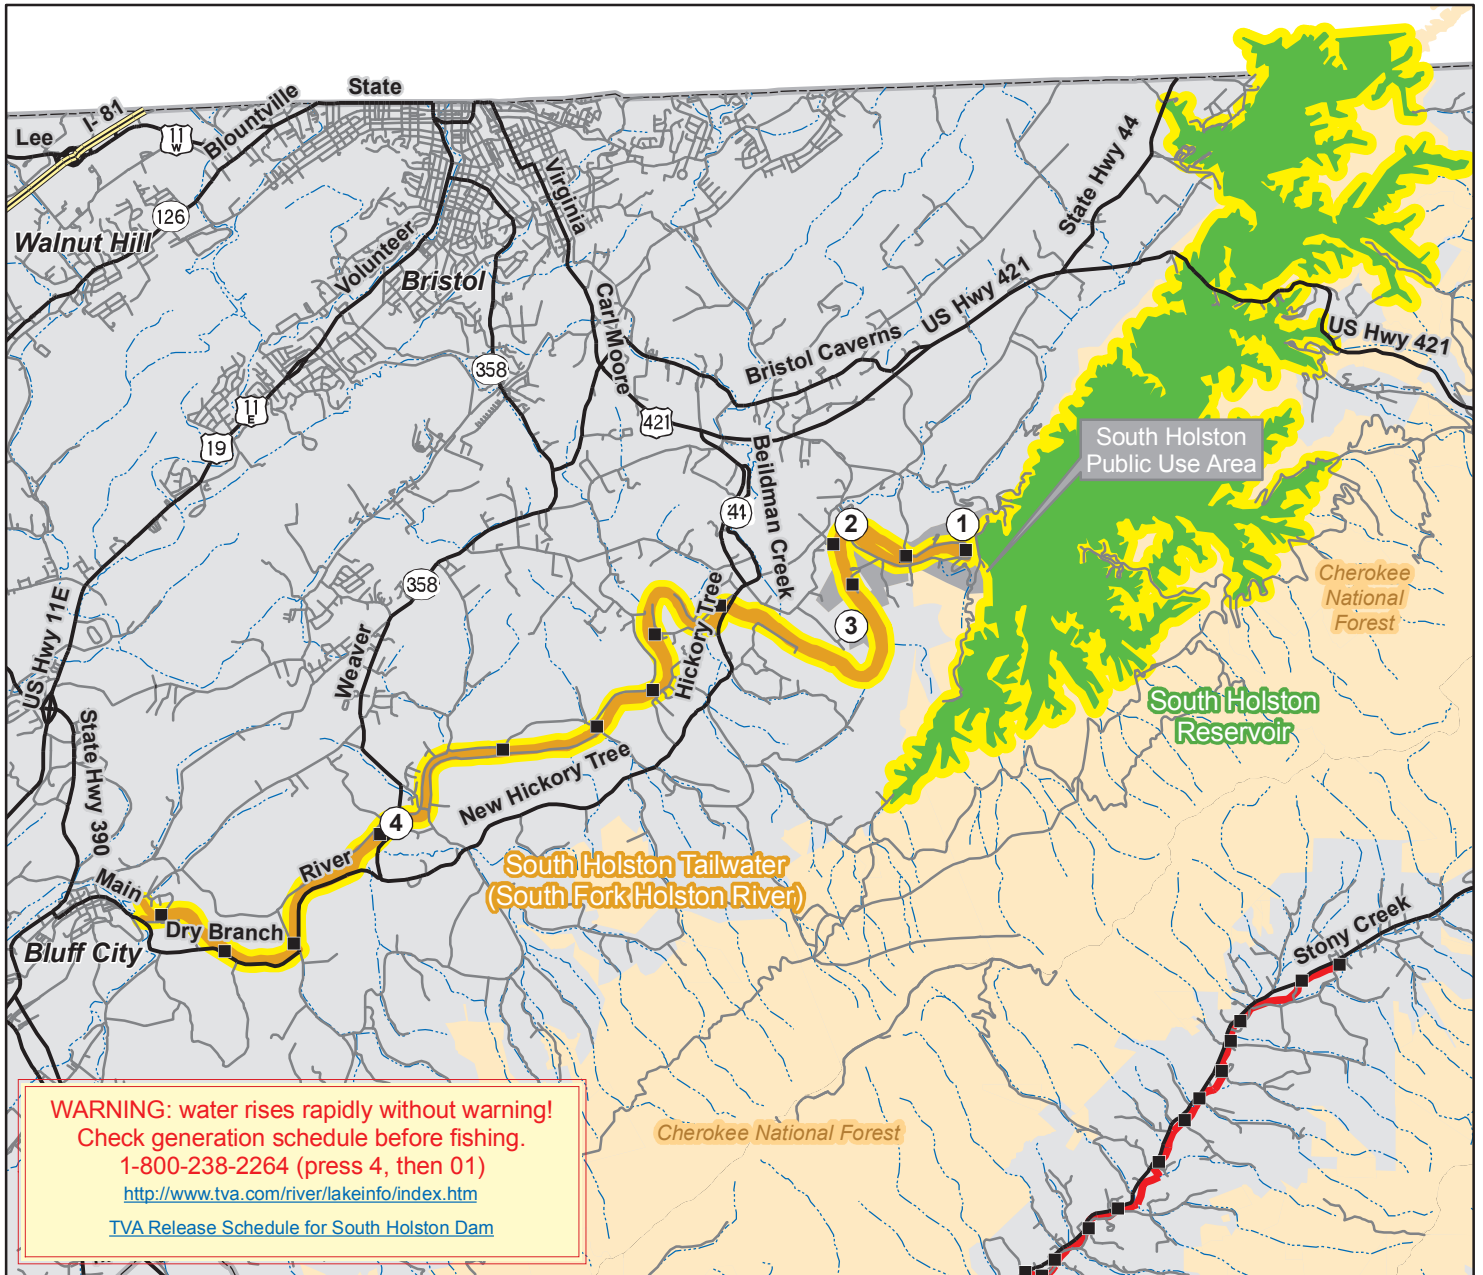 State
I- 81
Lee
11
W
Blountville
126
Walnut Hill
Volunteer
Bristol
Virginia
Carl Moore
State Hwy 44
US Hwy 421
Bristol Caverns
US Hwy 421
358
11
E
19
421
South Holston
Public Use Area
Beildman Creek
44
2
1
358
3
Hickory Tree
Cherokee
National
Forest
US Hwy 11E
Weaver
South Holston
Reservoir
State Hwy 390
New Hickory Tree
4
River
South Holston Tailwater
(South Fork Holston River)
Main
Dry Branch
Bluff City
Stony Creek
Cherokee National Forest
WARNING: water rises rapidly without warning!
Check generation schedule before fishing.
1-800-238-2264 (press 4, then 01)
http://www.tva.com/river/lakeinfo/index.htm
TVA Release Schedule for South Holston Dam